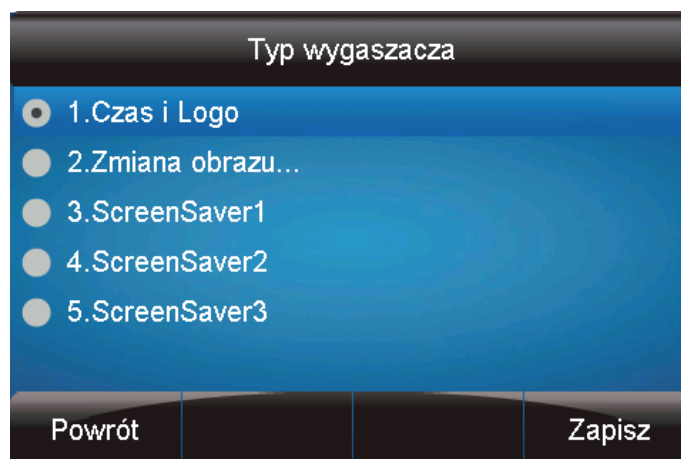 Typ wygaszacza
1.Czas i Logo
2.Zmiana obrazu...
3.ScreenSaver1
4.ScreenSaver2
5.ScreenSaver3
Powrót Zapisz